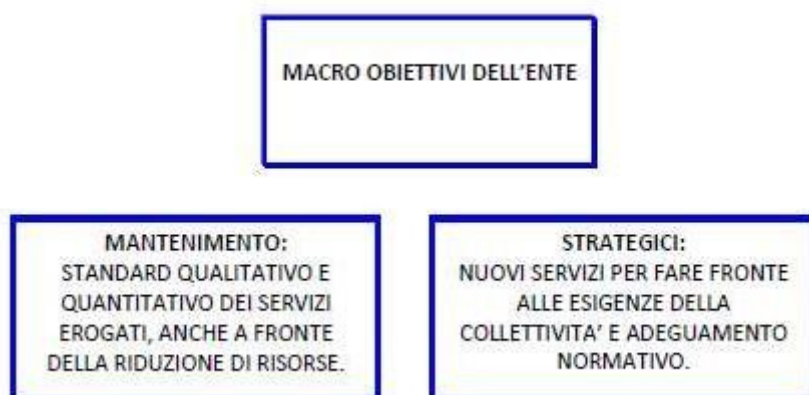 MACRO OBIETTIVI DELL'ENTE
MANTENIMENTO:
STANDARD QUALITATIVO E
QUANTITATIVO DEI SERVIZI
EROGATI, ANCHE A FRONTE
DELLA RIDUZIONE DI RISORSE.
STRATEGICI:
NUOVI SERVIZI PER FARE FRONTE
ALLE ESIGENZE DELLA
COLLETTIVITA' E ADEGUAMENTO
NORMATIVO.